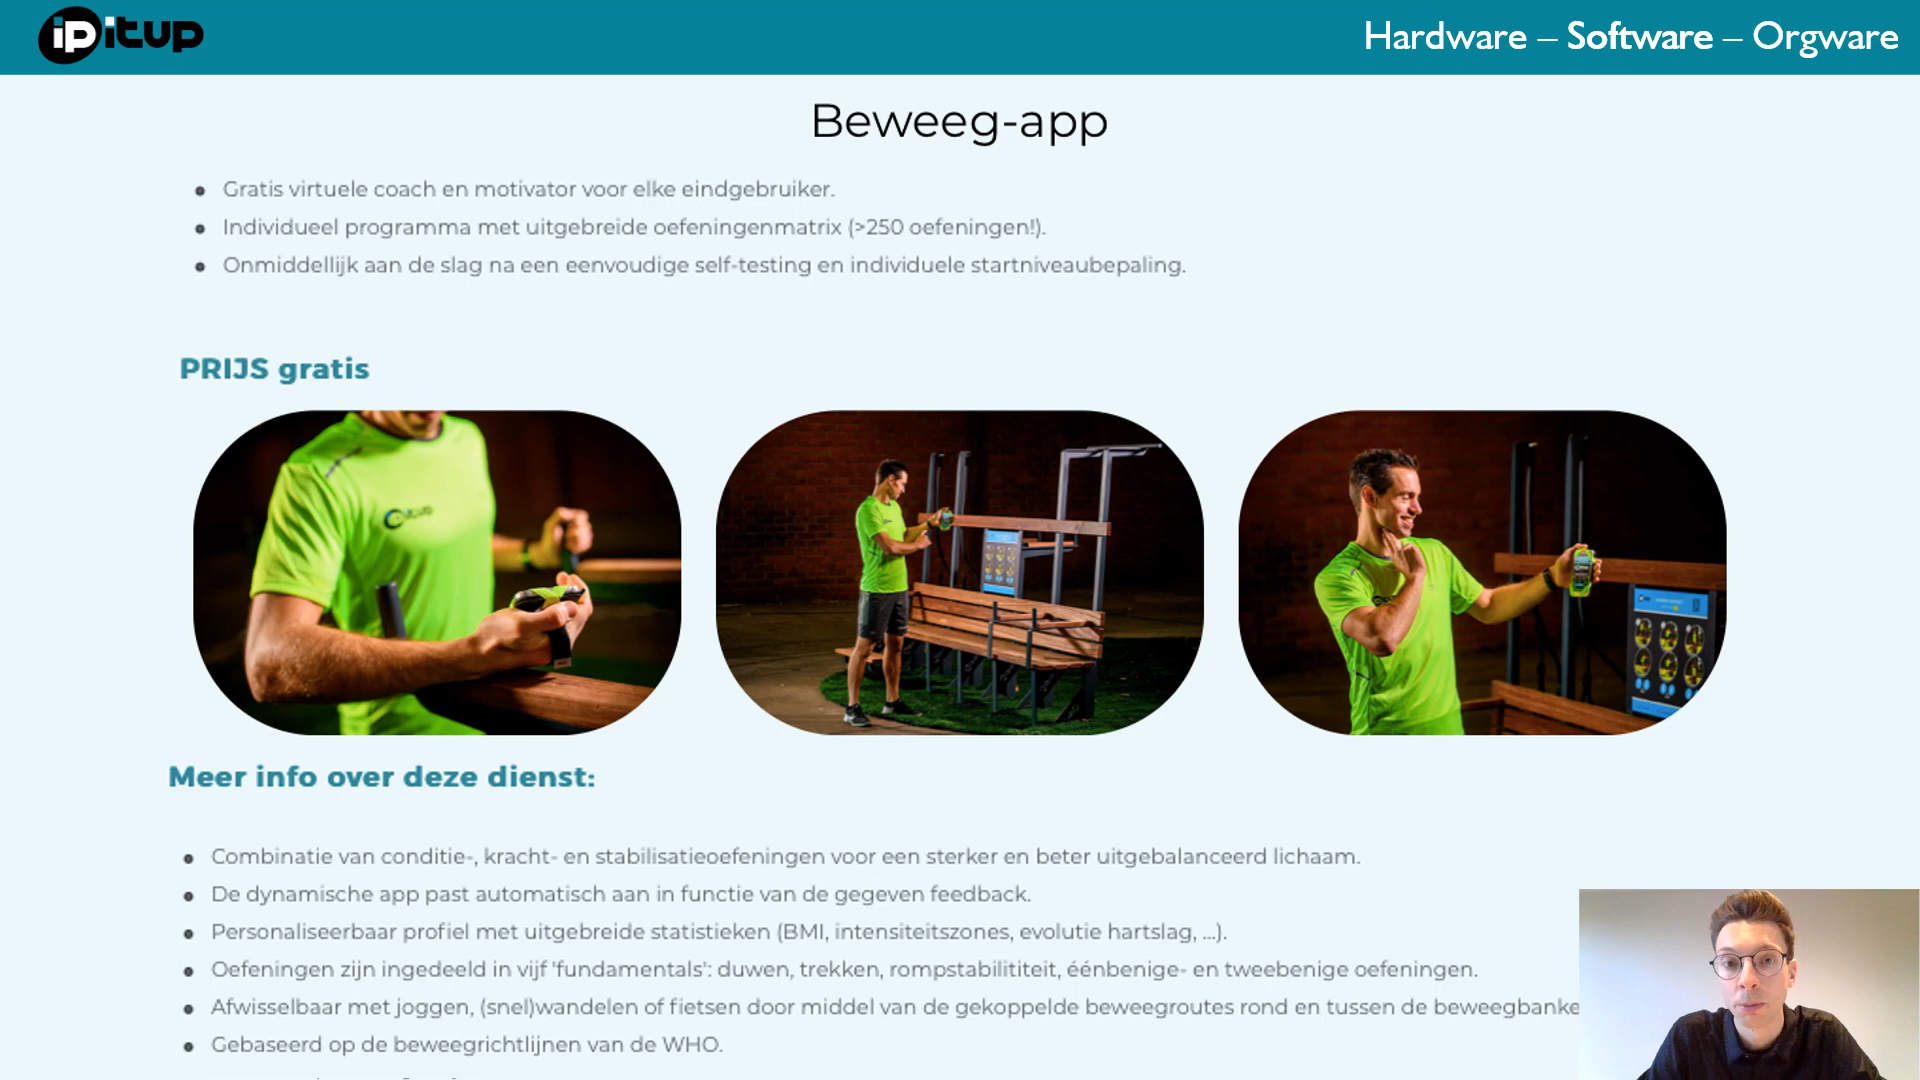 ipitup
Hardware – Software – Orgware
Beweeg-app
Gratis virtuele coach en motivator voor elke eindgebruiker.
Individueel programma met uitgebreide oefeningenmatrix (>250 oefeningen!).
Onmiddellijk aan de slag na een eenvoudige self-testing en individuele startniveaubepaling.
PRIJS gratis
ipitup
Meer info over deze dienst:
Combinatie van conditie-, kracht- en stabilisatieoefeningen voor een sterker en beter uitgebalanceerd lichaam.
De dynamische app past automatisch aan in functie van de gegeven feedback.
Personaliseerbaar profiel met uitgebreide statistieken (BMI, intensiteitszones, evolutie hartslag, ...).
Oefeningen zijn ingedeeld in vijf 'fundamentals': duwen, trekken, rompstabilititeit, éénbenige- en tweebenige oefeningen.
Afwisselbaar met joggen, (snel)wandelen of fietsen door middel van de gekoppelde beweegroutes rond en tussen de beweegbanke
Gebaseerd op de beweegrichtlijnen van de WHO.